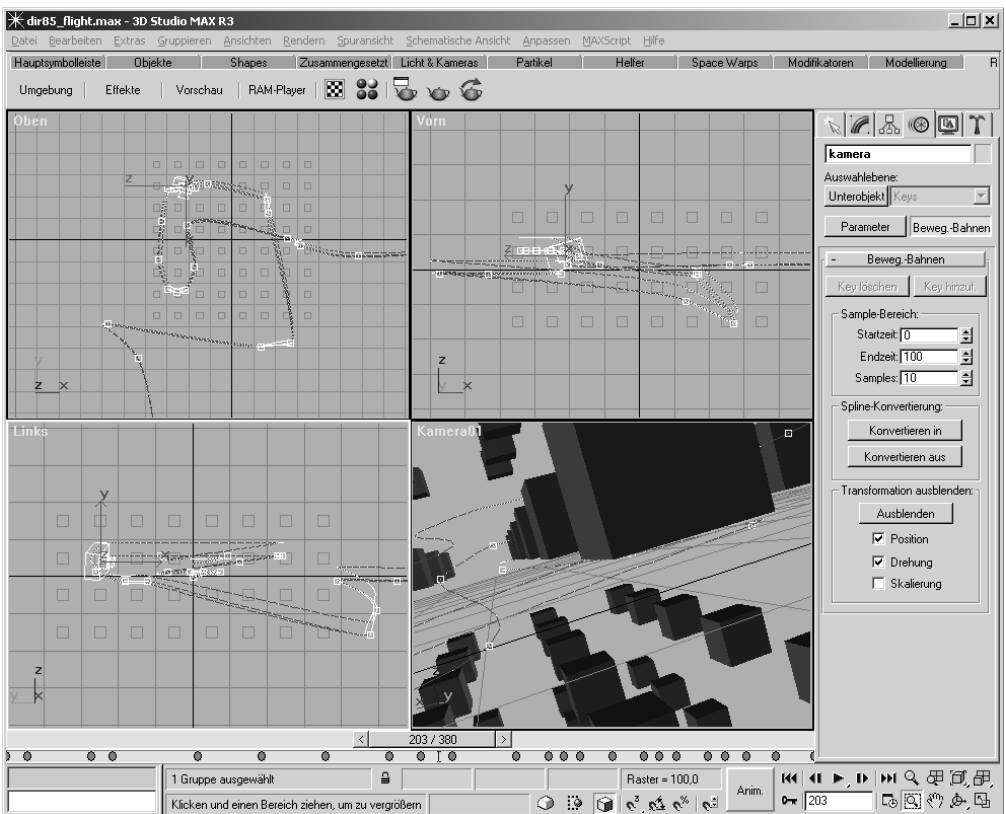 dir85_flight.max - 3D Studio MAX R3
Datei Bearbeiten Extras Gruppieren Ansichten Rendern Spuransicht Schematische Ansicht Anpassen MAXScript Hilfe
Hauptsymbolleiste Objekte Shapes Zusammengesetzt Licht & Kameras Partikel Helfer Space Warps Modifikatoren Modellierung R
Umgebung Effekte Vorschau RAM-Player
Oben
z
x
y
z x
Vorn
y
z
x
z
y x
Links
y
x
z
y x
Kamera01
z
x y
kamera
Auswahlebene:
Unterobjekt Keys
Parameter Beweg.-Bahnen
- Beweg.-Bahnen
Key löschen Key hinzuf.
Sample-Bereich:
Startzeit: 0
Endzeit: 100
Samples: 10
Spline-Konvertierung:
Konvertieren in
Konvertieren aus
Transformation ausblenden:
Ausblenden
Position
Drehung
Skalierung
< 203 / 380 >
1 Gruppe ausgewählt
Raster = 100,0
Anim.
Klicken und einen Bereich ziehen, um zu vergrößern
3
%
203